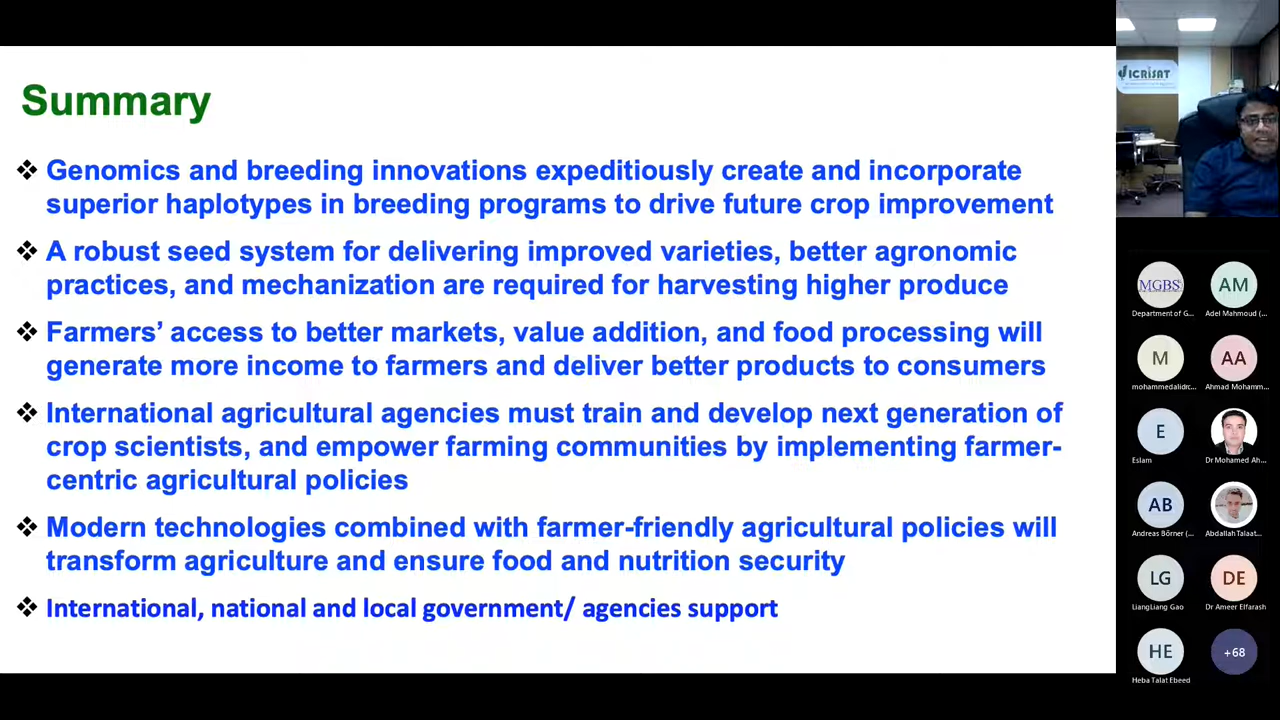 Summary
❖ Genomics and breeding innovations expeditiously create and incorporate
superior haplotypes in breeding programs to drive future crop improvement
❖ A robust seed system for delivering improved varieties, better agronomic
practices, and mechanization are required for harvesting higher produce
❖ Farmers’ access to better markets, value addition, and food processing will
generate more income to farmers and deliver better products to consumers
❖ International agricultural agencies must train and develop next generation of
crop scientists, and empower farming communities by implementing farmer-
centric agricultural policies
❖ Modern technologies combined with farmer-friendly agricultural policies will
transform agriculture and ensure food and nutrition security
❖ International, national and local government/ agencies support
ICRISAT
MGBS
Department of G...
AM
Adel Mahmoud (...
M
mohammedalidrc...
AA
Ahmad Mohamm...
E
Eslam
Dr Mohamed Ah...
AB
Andreas Börner (...
Abdallah Talaat...
LG
LiangLiang Gao
DE
Dr Ameer Elfarash
HE
Heba Talat Ebeed
+68